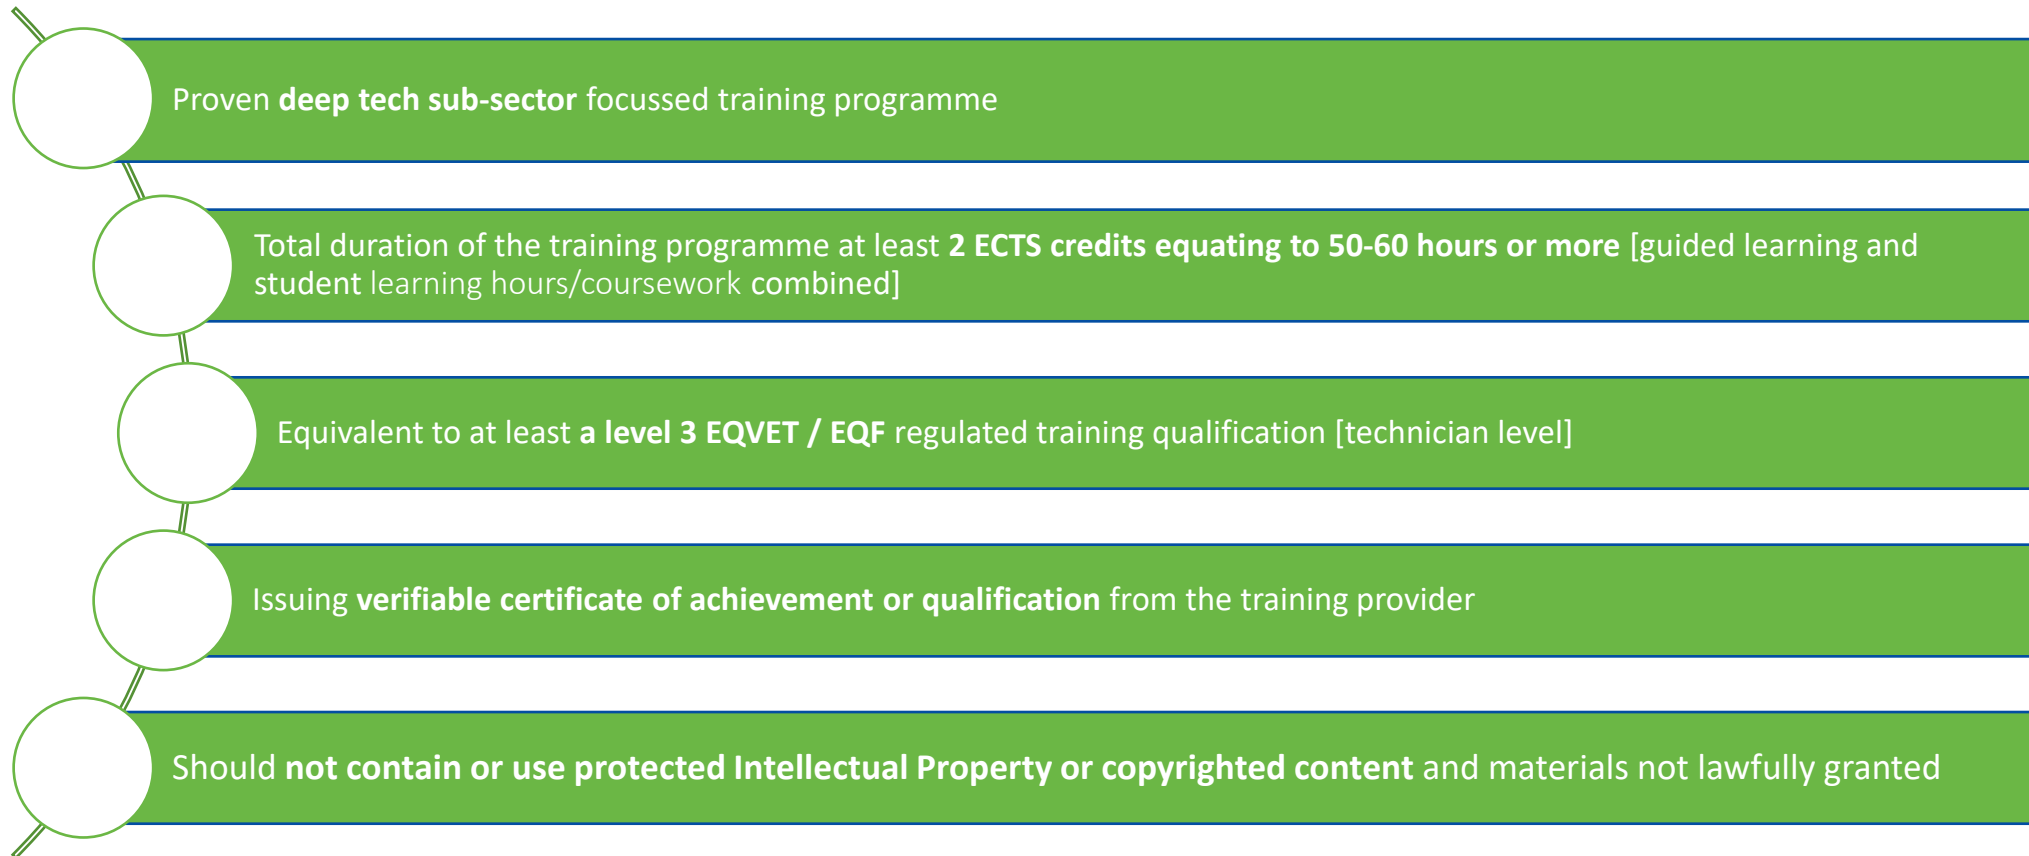 Proven deep tech sub-sector focussed training programme
Total duration of the training programme at least 2 ECTS credits equating to 50-60 hours or more [guided learning and
student learning hours/coursework combined]
Equivalent to at least a level 3 EQVET / EQF regulated training qualification [technician level]
Issuing verifiable certificate of achievement or qualification from the training provider
Should not contain or use protected Intellectual Property or copyrighted content and materials not lawfully granted